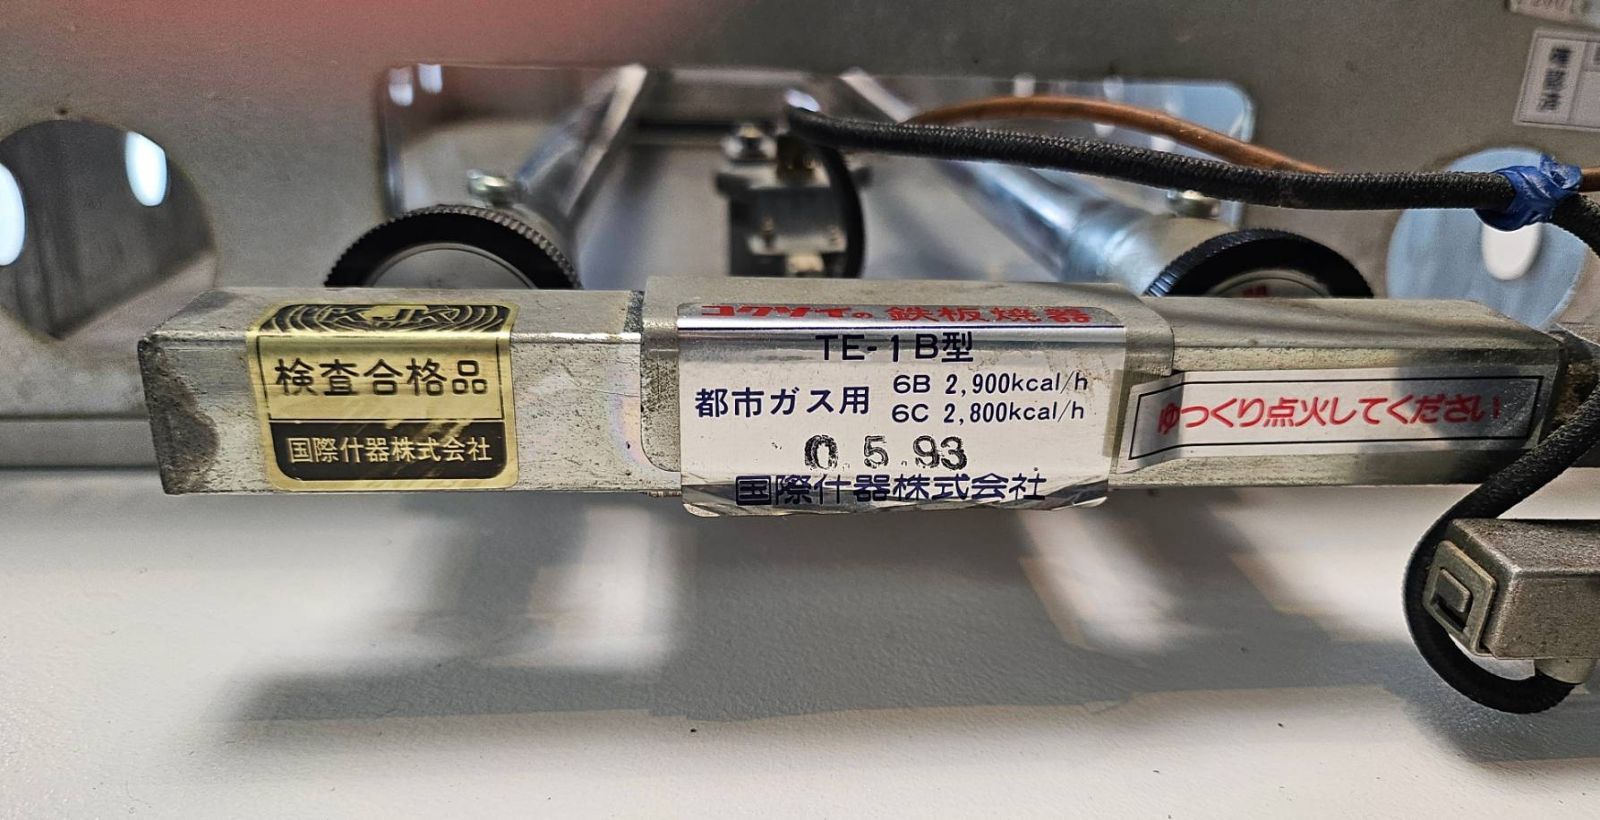 KJK
検査合格品
国際什器株式会社
コクサイの鉄板焼器
TE-1B型
都市ガス用 6B 2,900kcal/h
6C 2,800kcal/h
0.5.93
国際什器株式会社
ゆっくり点火してください